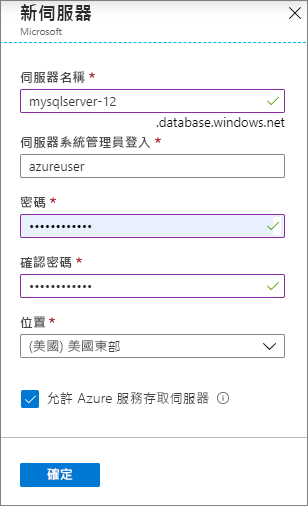 新伺服器
Microsoft
伺服器名稱 *
mysqlserver-12
.database.windows.net
伺服器系統管理員登入 *
azureuser
密碼 *
••••••••••••
確認密碼 *
••••••••••••
位置 *
(美國) 美國東部
允許 Azure 服務存取伺服器
確定